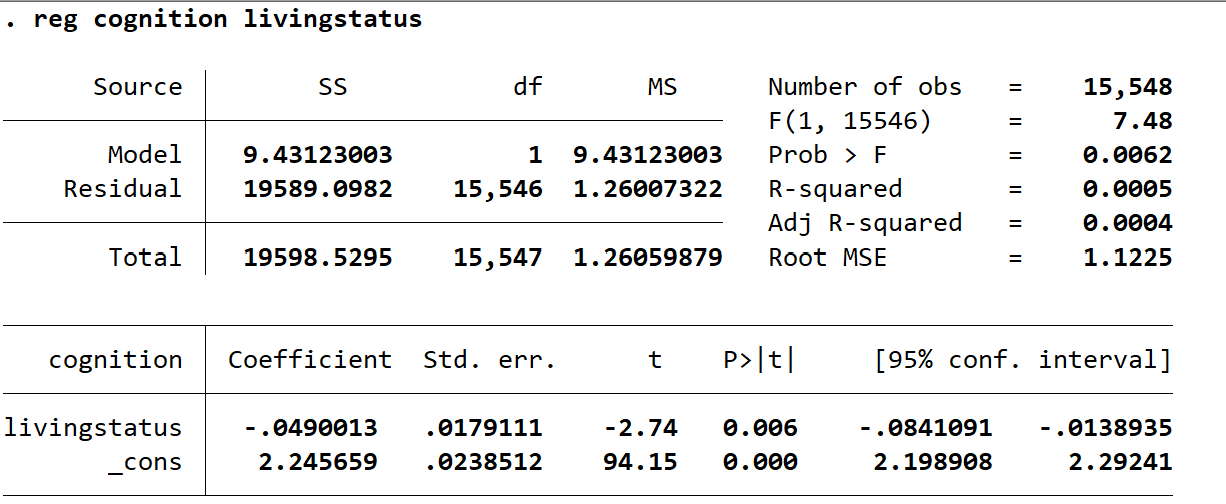 . reg cognition livingstatus
Source SS df MS Number of obs = 15,548
F(1, 15546) = 7.48
Model 9.43123003 1 9.43123003 Prob > F = 0.0062
Residual 19589.0982 15,546 1.26007322 R-squared = 0.0005
Adj R-squared = 0.0004
Total 19598.5295 15,547 1.26059879 Root MSE = 1.1225
cognition Coefficient Std. err. t P>|t| [95% conf. interval]
livingstatus -.0490013 .0179111 -2.74 0.006 -.0841091 -.0138935
_cons 2.245659 .0238512 94.15 0.000 2.198908 2.29241